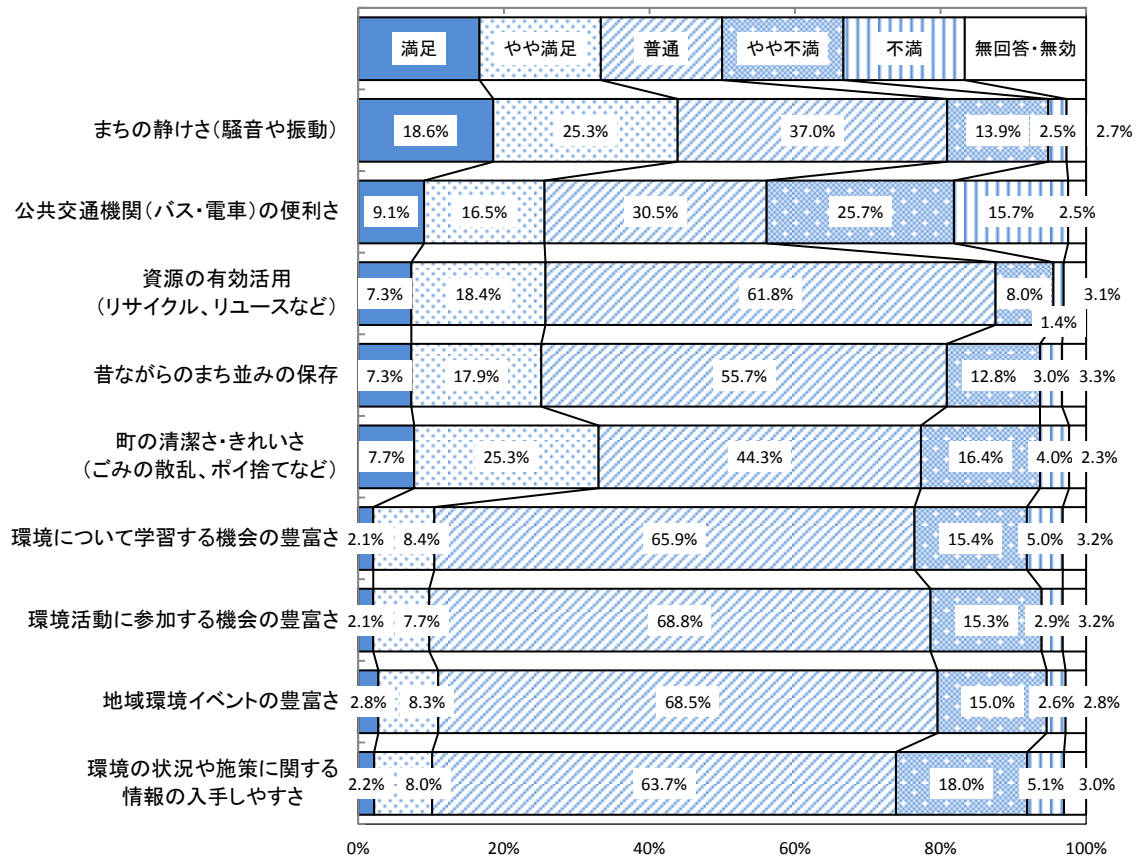 満足 やや満足 普通 やや不満 不満 無回答・無効
まちの静けさ(騒音や振動) 18.6% 25.3% 37.0% 13.9% 2.5% 2.7%
公共交通機関(バス・電車)の便利さ 9.1% 16.5% 30.5% 25.7% 15.7% 2.5%
資源の有効活用
(リサイクル、リユースなど) 7.3% 18.4% 61.8% 8.0% 1.4% 3.1%
昔ながらのまち並みの保存 7.3% 17.9% 55.7% 12.8% 3.0% 3.3%
町の清潔さ・きれいさ
(ごみの散乱、ポイ捨てなど) 7.7% 25.3% 44.3% 16.4% 4.0% 2.3%
環境について学習する機会の豊富さ 2.1% 8.4% 65.9% 15.4% 5.0% 3.2%
環境活動に参加する機会の豊富さ 2.1% 7.7% 68.8% 15.3% 2.9% 3.2%
地域環境イベントの豊富さ 2.8% 8.3% 68.5% 15.0% 2.6% 2.8%
環境の状況や施策に関する
情報の入手しやすさ 2.2% 8.0% 63.7% 18.0% 5.1% 3.0%
0% 20% 40% 60% 80% 100%